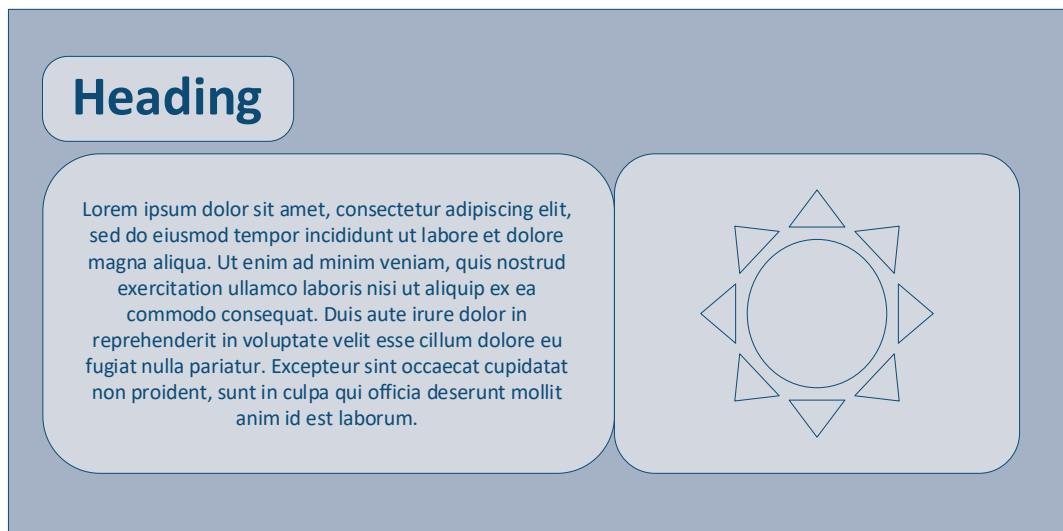 Heading
Lorem ipsum dolor sit amet, consectetur adipiscing elit,
sed do eiusmod tempor incididunt ut labore et dolore
magna aliqua. Ut enim ad minim veniam, quis nostrud
exercitation ullamco laboris nisi ut aliquip ex ea
commodo consequat. Duis aute irure dolor in
reprehenderit in voluptate velit esse cillum dolore eu
fugiat nulla pariatur. Excepteur sint occaecat cupidatat
non proident, sunt in culpa qui officia deserunt mollit
anim id est laborum.